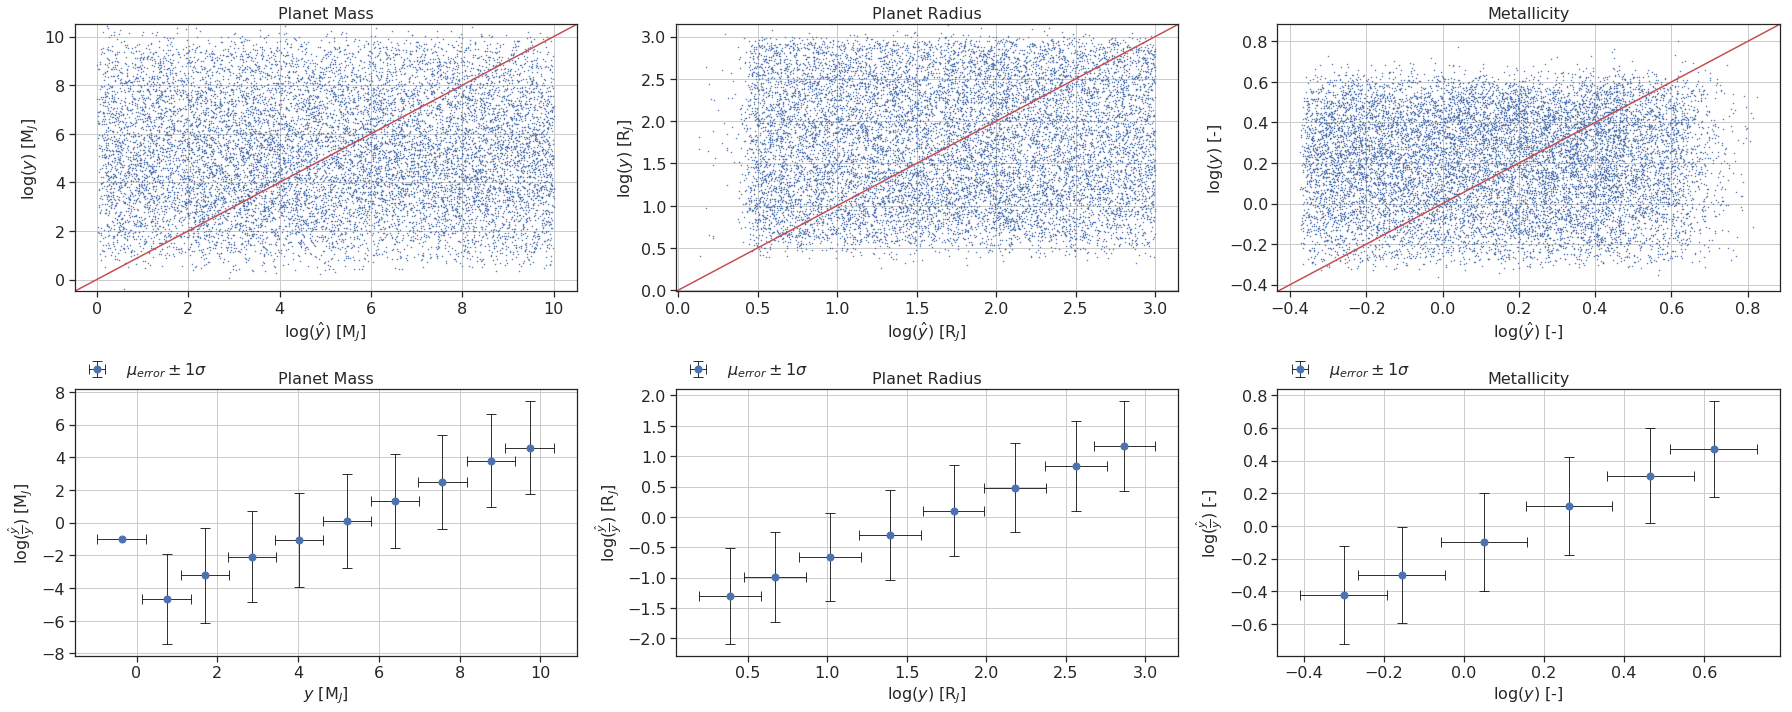 Planet Mass
log(y) [M_J]
10
8
6
4
2
0
0 2 4 6 8 10
log(ŷ) [M_J]
Planet Radius
log(y) [R_J]
3.0
2.5
2.0
1.5
1.0
0.5
0.0
0.0 0.5 1.0 1.5 2.0 2.5 3.0
log(ŷ) [R_J]
Metallicity
log(y) [-]
0.8
0.6
0.4
0.2
0.0
−0.2
−0.4
−0.4 −0.2 0.0 0.2 0.4 0.6 0.8
log(ŷ) [-]
μ_error ± 1σ
Planet Mass
log(ŷ/y) [M_J]
8
6
4
2
0
−2
−4
−6
−8
0 2 4 6 8 10
y [M_J]
μ_error ± 1σ
Planet Radius
log(ŷ/y) [R_J]
2.0
1.5
1.0
0.5
0.0
−0.5
−1.0
−1.5
−2.0
0.5 1.0 1.5 2.0 2.5 3.0
log(y) [R_J]
μ_error ± 1σ
Metallicity
log(ŷ/y) [-]
0.8
0.6
0.4
0.2
0.0
−0.2
−0.4
−0.6
−0.4 −0.2 0.0 0.2 0.4 0.6
log(y) [-]